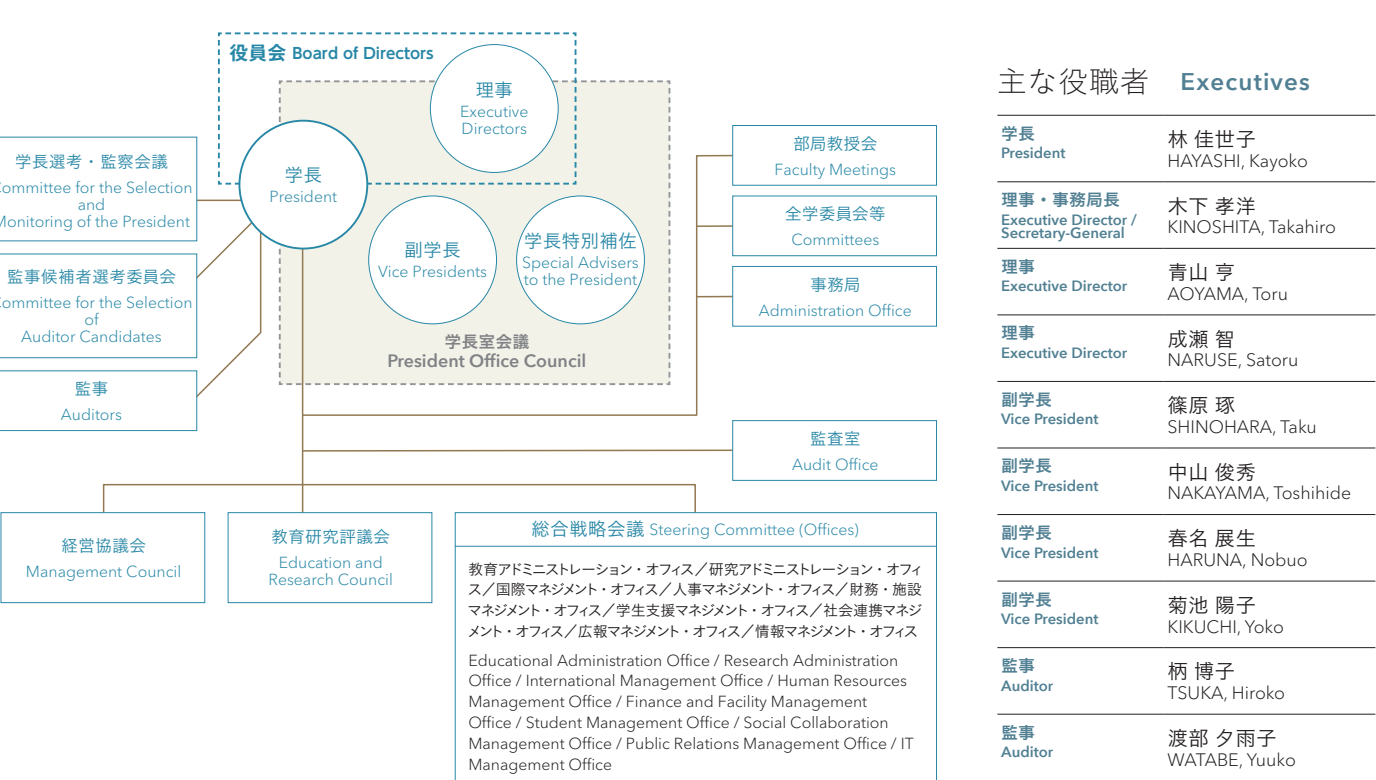 役員会 Board of Directors
理事
Executive
Directors
学長
President
副学長
Vice Presidents
学長特別補佐
Special Advisers
to the President
学長室会議
President Office Council
学長選考・監察会議
ommittee for the Selection
and
Monitoring of the President
監事候補者選考委員会
ommittee for the Selection
of
Auditor Candidates
監事
Auditors
部局教授会
Faculty Meetings
全学委員会等
Committees
事務局
Administration Office
監査室
Audit Office
経営協議会
Management Council
教育研究評議会
Education and
Research Council
総合戦略会議 Steering Committee (Offices)
教育アドミニストレーション・オフィス／研究アドミニストレーション・オフィ
ス／国際マネジメント・オフィス／人事マネジメント・オフィス／財務・施設
マネジメント・オフィス／学生支援マネジメント・オフィス／社会連携マネジ
メント・オフィス／広報マネジメント・オフィス／情報マネジメント・オフィス
Educational Administration Office / Research Administration
Office / International Management Office / Human Resources
Management Office / Finance and Facility Management
Office / Student Management Office / Social Collaboration
Management Office / Public Relations Management Office / IT
Management Office
主な役職者 Executives
学長
President
林 佳世子
HAYASHI, Kayoko
理事・事務局長
Executive Director /
Secretary-General
木下 孝洋
KINOSHITA, Takahiro
理事
Executive Director
青山 亨
AOYAMA, Toru
理事
Executive Director
成瀬 智
NARUSE, Satoru
副学長
Vice President
篠原 琢
SHINOHARA, Taku
副学長
Vice President
中山 俊秀
NAKAYAMA, Toshihide
副学長
Vice President
春名 展生
HARUNA, Nobuo
副学長
Vice President
菊池 陽子
KIKUCHI, Yoko
監事
Auditor
柄 博子
TSUKA, Hiroko
監事
Auditor
渡部 夕雨子
WATABE, Yuuko